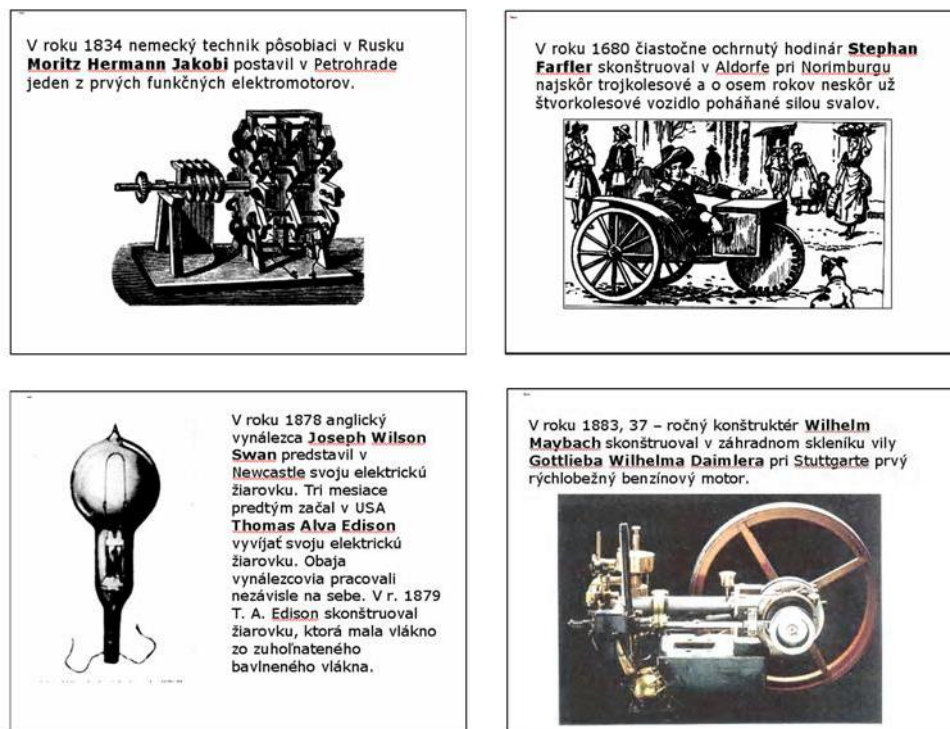 V roku 1834 nemecký technik pôsobiaci v Rusku
Moritz Hermann Jakobi postavil v Petrohrade
jeden z prvých funkčných elektromotorov.
V roku 1680 čiastočne ochrnutý hodinár Stephan
Farfler skonštruoval v Aldorfe pri Norimburgu
najskôr trojkolesové a o osem rokov neskôr už
štvorkolesové vozidlo poháňané silou svalov.
V roku 1878 anglický
vynálezca Joseph Wilson
Swan predstavil v
Newcastle svoju elektrickú
žiarovku. Tri mesiace
predtým začal v USA
Thomas Alva Edison
vyvíjať svoju elektrickú
žiarovku. Obaja
vynálezcovia pracovali
nezávisle na sebe. V r. 1879
T. A. Edison skonštruoval
žiarovku, ktorá mala vlákno
zo zuhoľnateného
bavlneného vlákna.
V roku 1883, 37 – ročný konštruktér Wilhelm
Maybach skonštruoval v záhradnom skleníku vily
Gottlieba Wilhelma Daimlera pri Stuttgarte prvý
rýchlobežný benzínový motor.